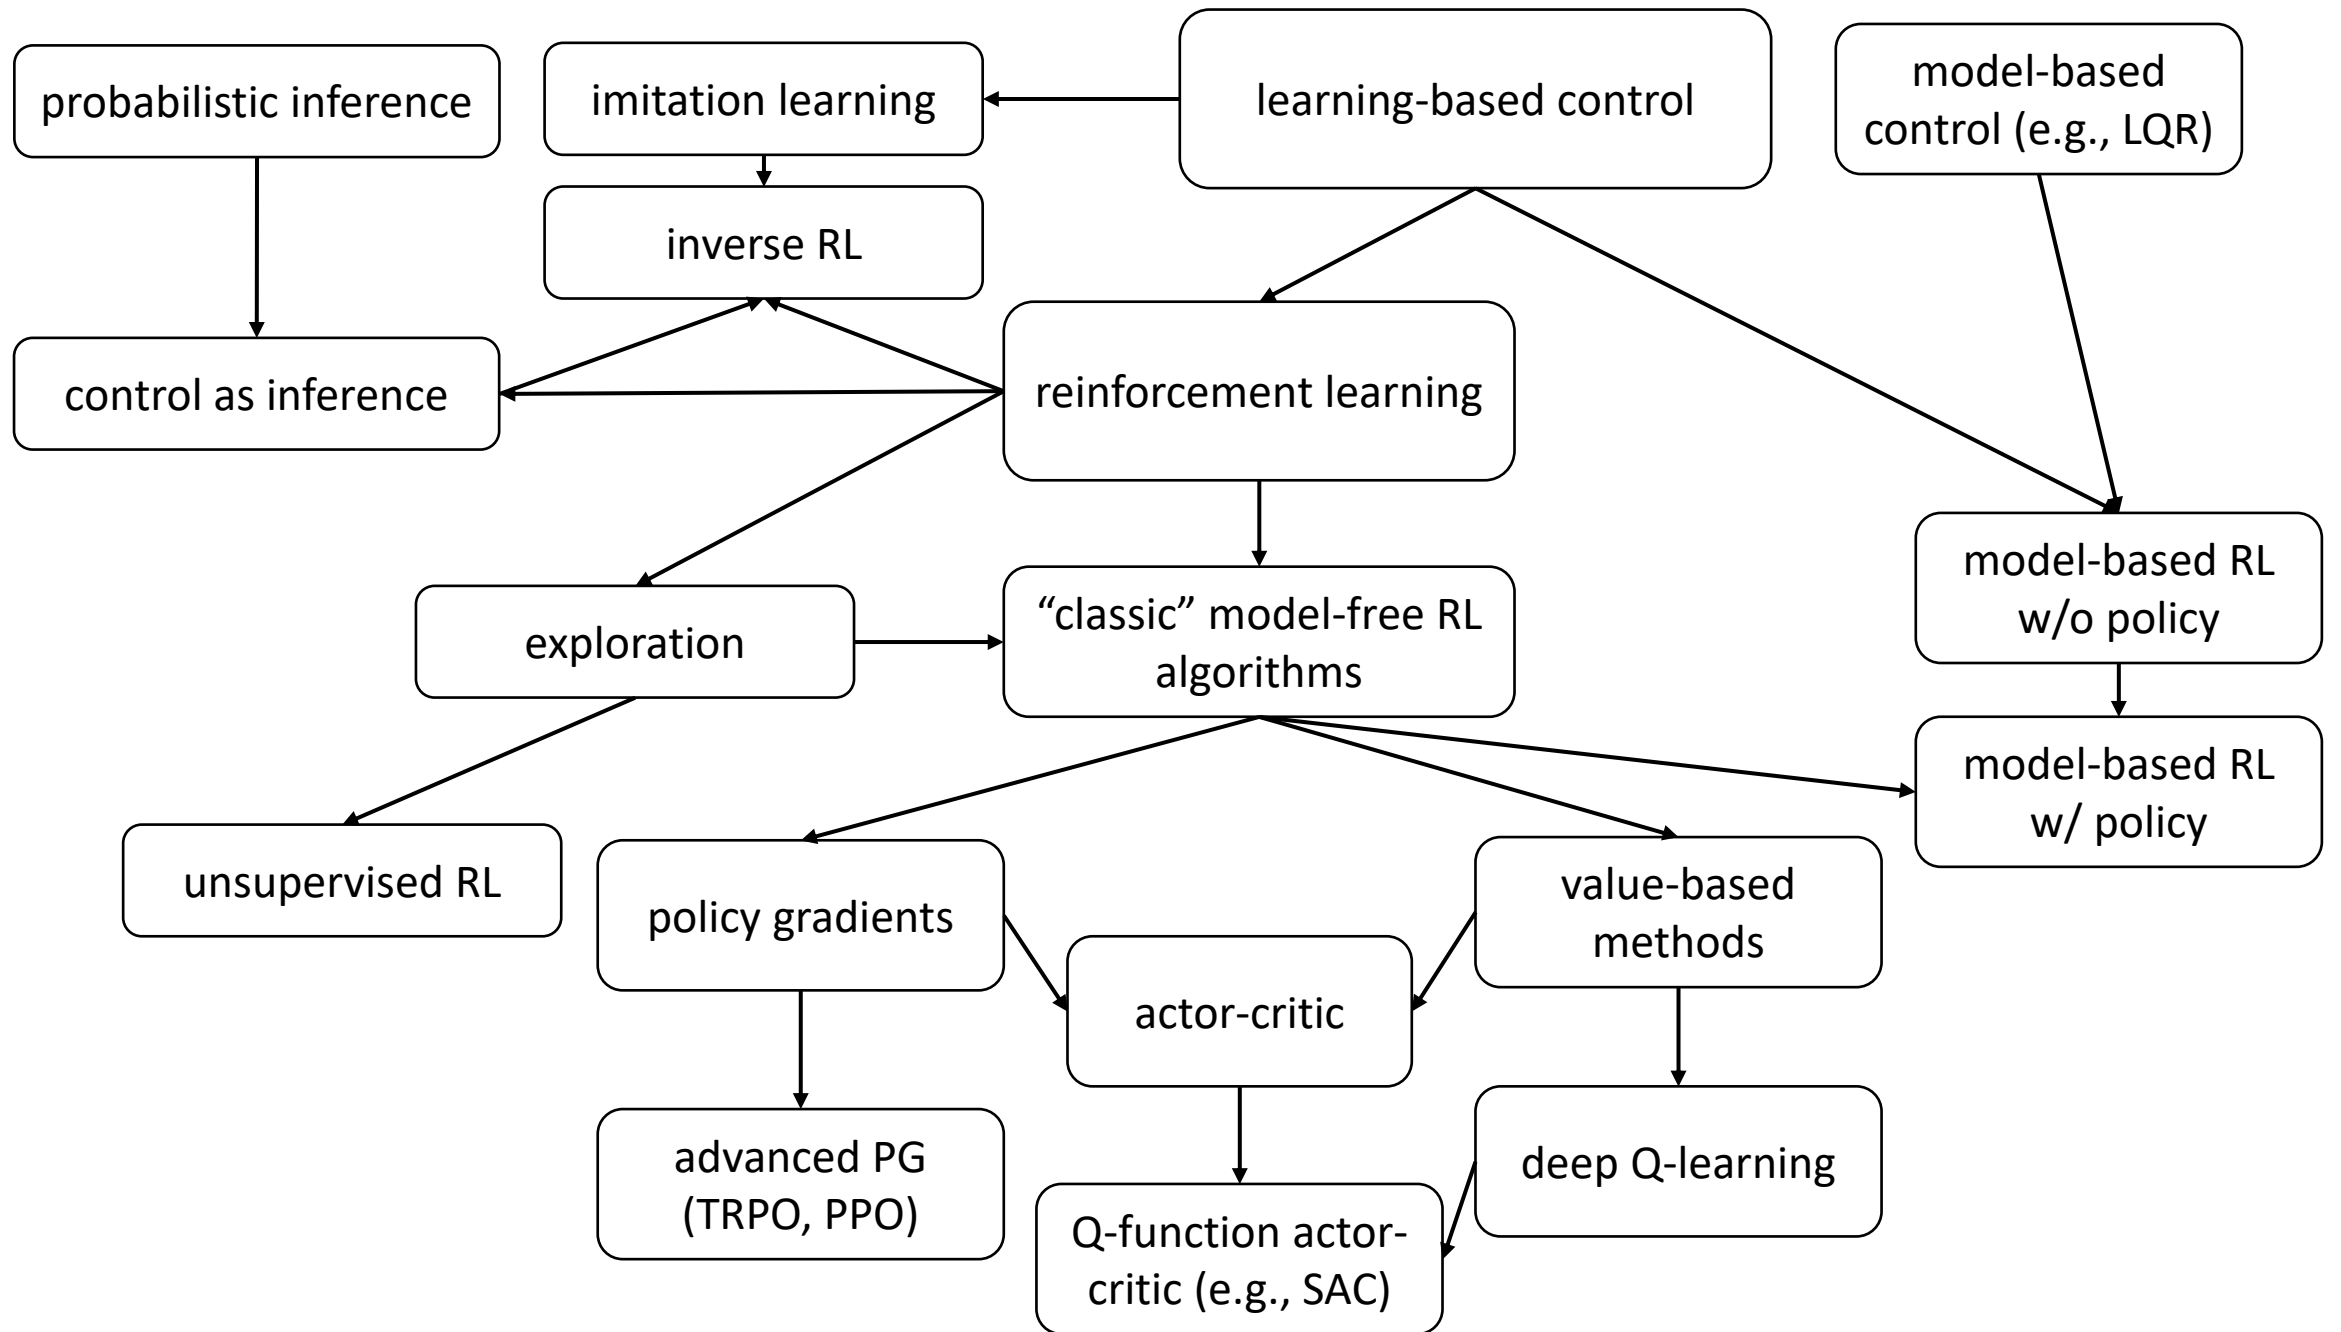 probabilistic inference
imitation learning
learning-based control
model-based
control (e.g., LQR)
inverse RL
control as inference
reinforcement learning
model-based RL
w/o policy
exploration
“classic” model-free RL
algorithms
model-based RL
w/ policy
unsupervised RL
policy gradients
value-based
methods
actor-critic
advanced PG
(TRPO, PPO)
deep Q-learning
Q-function actor-
critic (e.g., SAC)